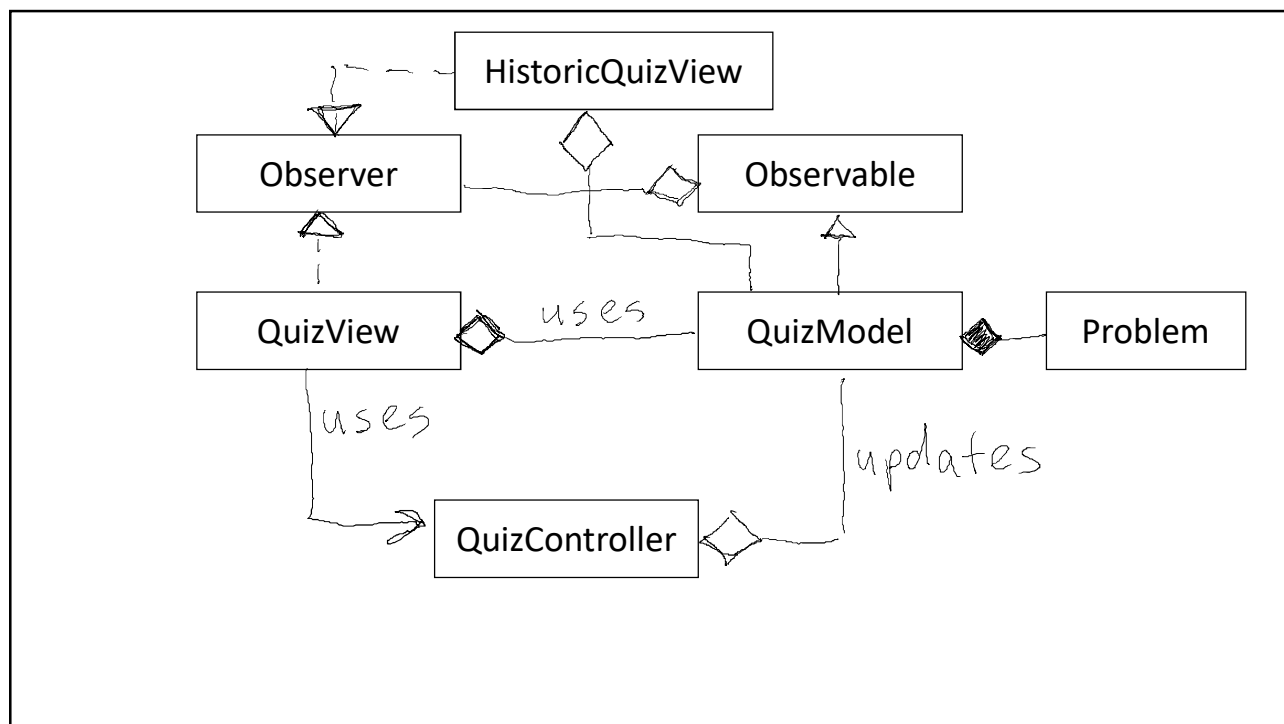 HistoricQuizView
Observer
Observable
QuizView
uses
QuizModel
Problem
uses
updates
QuizController